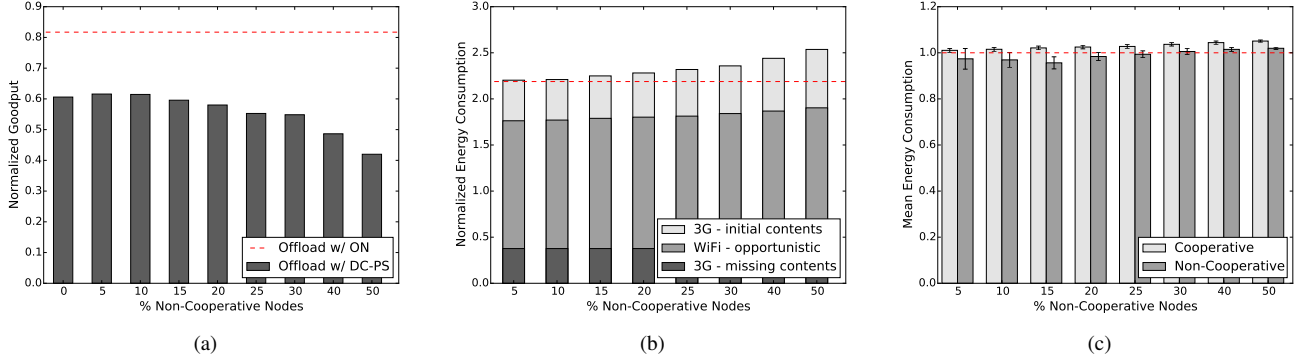 0.9
0.8
0.7
0.6
0.5
0.4
0.3
0.2
0.1
0.0
Normalized Goodput
Offload w/ ON
Offload w/ DC-PS
0 5 10 15 20 25 30 40 50
% Non-Cooperative Nodes
(a)
3.0
2.5
2.0
1.5
1.0
0.5
0.0
Normalized Energy Consumption
3G - initial contents
WiFi - opportunistic
3G - missing contents
5 10 15 20 25 30 40 50
% Non-Cooperative Nodes
(b)
1.2
1.0
0.8
0.6
0.4
0.2
0.0
Mean Energy Consumption
Cooperative
Non-Cooperative
5 10 15 20 25 30 40 50
% Non-Cooperative Nodes
(c)